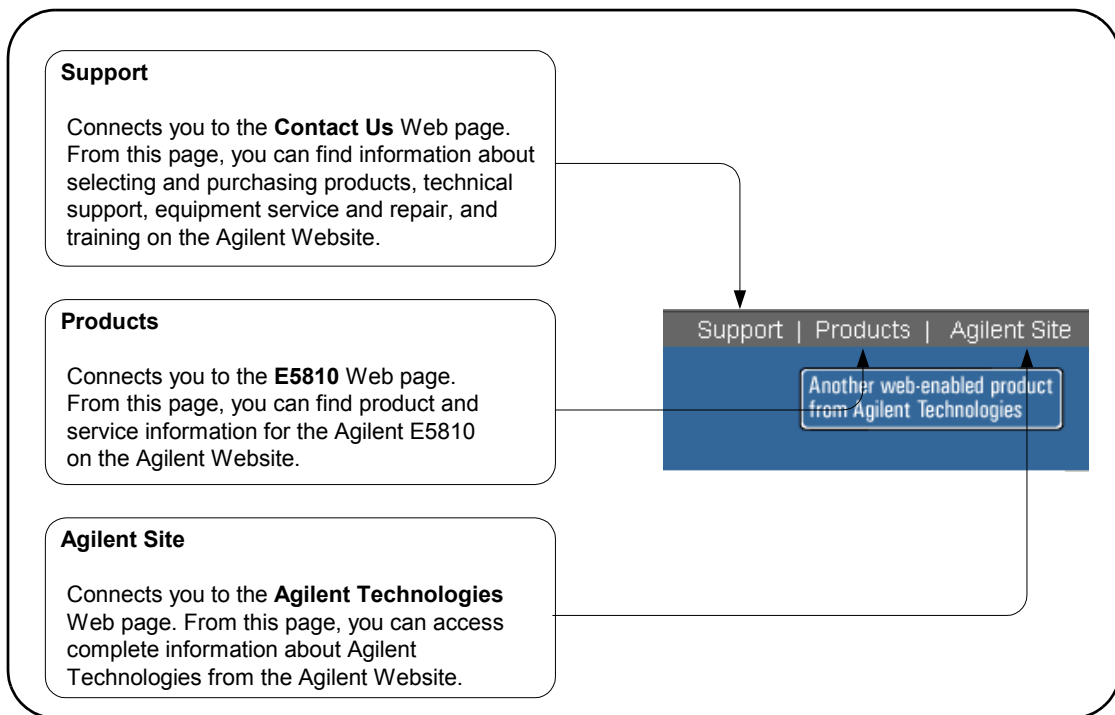 Support
Connects you to the Contact Us Web page.
From this page, you can find information about
selecting and purchasing products, technical
support, equipment service and repair, and
training on the Agilent Website.
Products
Connects you to the E5810 Web page.
From this page, you can find product and
service information for the Agilent E5810
on the Agilent Website.
Agilent Site
Connects you to the Agilent Technologies
Web page. From this page, you can access
complete information about Agilent
Technologies from the Agilent Website.
Support | Products | Agilent Site
Another web-enabled product
from Agilent Technologies